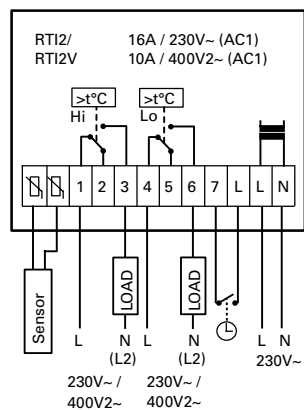 RTI2/ 16A / 230V~ (AC1)
RTI2V 10A / 400V2~ (AC1)
>t°C >t°C
Hi Lo
1 2 3 4 5 6 7 L L N
Sensor LOAD LOAD
L N L N L N
(L2) (L2) 230V~
230V~ / 230V~ /
400V2~ 400V2~